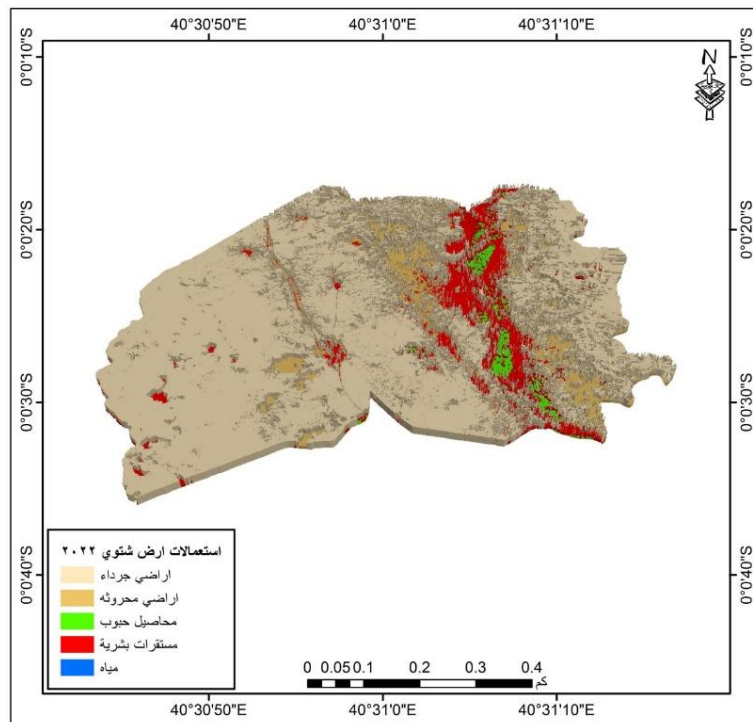 40°30'50"E 40°31'0"E 40°31'10"E
0°0'10"S 0°0'10"S
0°0'20"S 0°0'20"S
0°0'30"S 0°0'30"S
0°0'40"S 0°0'40"S
N
استعمالات ارض شتوي ٢٠٢٢
اراضي جرداء
اراضي محروثه
محاصيل حبوب
مستقرات بشرية
مياه
0 0.05 0.1 0.2 0.3 0.4
كم
40°30'50"E 40°31'0"E 40°31'10"E